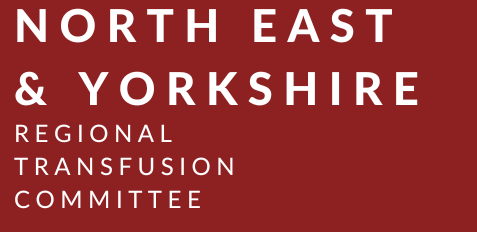 NORTH EAST
& YORKSHIRE
REGIONAL
TRANSFUSION
COMMITTEE